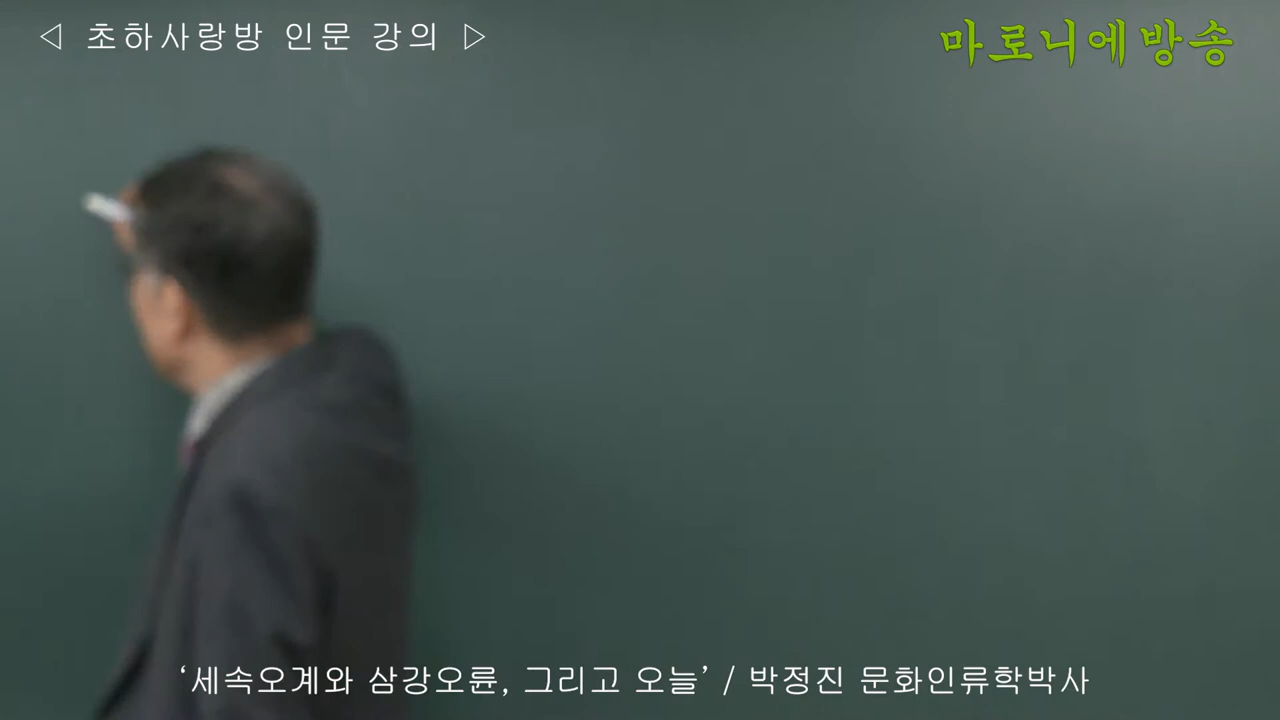 ◁ 초하사랑방 인문 강의 ▷
마로니에방송
‘세속오계와 삼강오륜, 그리고 오늘’ / 박정진 문화인류학박사